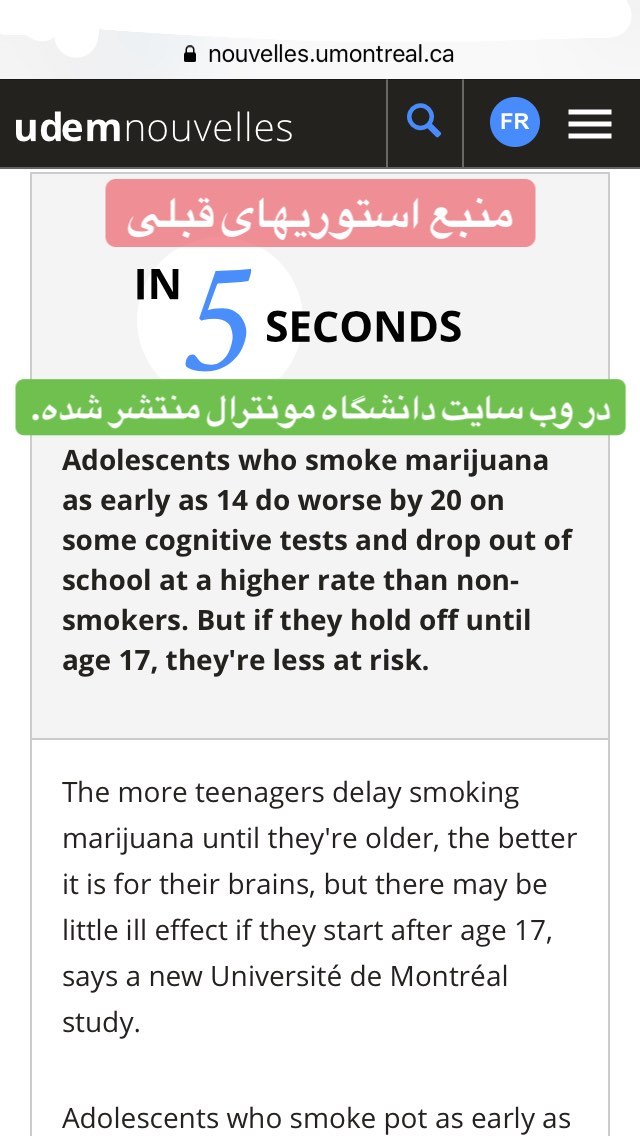 nouvelles.umontreal.ca
udemnouvelles
FR
منبع استوریهای قبلی
IN 5 SECONDS
در وب سایت دانشگاه مونترال منتشر شده.
Adolescents who smoke marijuana
as early as 14 do worse by 20 on
some cognitive tests and drop out of
school at a higher rate than non-
smokers. But if they hold off until
age 17, they're less at risk.
The more teenagers delay smoking
marijuana until they're older, the better
it is for their brains, but there may be
little ill effect if they start after age 17,
says a new Université de Montréal
study.
Adolescents who smoke pot as early as